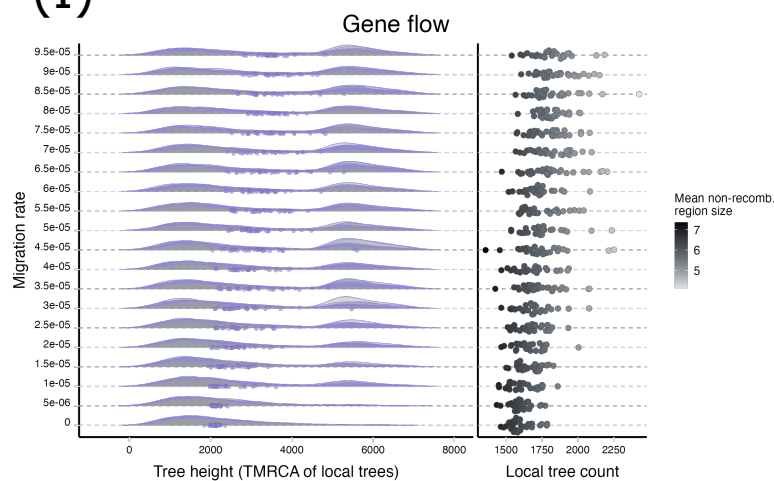 (I)
Gene flow
9.5e-05
9e-05
8.5e-05
8e-05
7.5e-05
7e-05
6.5e-05
6e-05
5.5e-05
5e-05
4.5e-05
4e-05
3.5e-05
3e-05
2.5e-05
2e-05
1.5e-05
1e-05
5e-06
0
Migration rate
0 2000 4000 6000 8000
Tree height (TMRCA of local trees)
1500 1750 2000 2250
Local tree count
Mean non-recomb.
region size
7
6
5